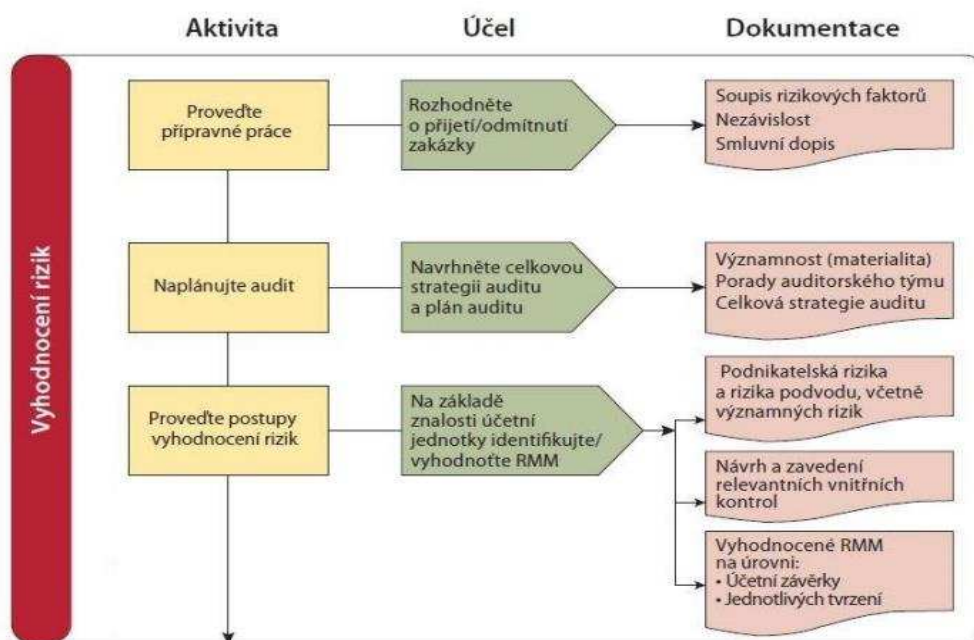 Aktivita
Účel
Dokumentace
Vyhodnocení rizik
Proveďte
přípravné práce
Rozhodněte
o přijetí/odmítnutí
zakázky
Soupis rizikových faktorů
Nezávislost
Smluvní dopis
Naplánujte audit
Navrhněte celkovou
strategii auditu
a plán auditu
Významnost (materialita)
Porady auditorského týmu
Celková strategie auditu
Proveďte postupy
vyhodnocení rizik
Na základě
znalosti účetní
jednotky identifikujte/
vyhodnoťte RMM
Podnikatelská rizika
a rizika podvodu, včetně
významných rizik
Návrh a zavedení
relevantních vnitřních
kontrol
Vyhodnocené RMM
na úrovni:
• Účetní závěrky
• Jednotlivých tvrzení